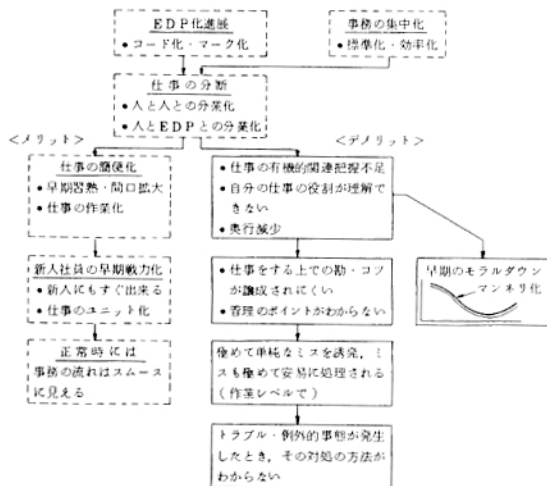 EDP化進展
●コード化・マーク化
事務の集中化
●標準化・効率化
仕事の分断
●人と人との分業化
●人とEDPとの分業化
<メリット>
<デメリット>
仕事の簡便化
●早期習熟・間口拡大
●仕事の作業化
●仕事の有機的関連把握不足
●自分の仕事の役割が理解で
きない
●奥行減少
新人社員の早期戦力化
●新人にもすぐ出来る
●仕事のユニット化
●仕事をする上での勘・コツ
が譲成されにくい
●管理のポイントがわからない
早期のモラルダウン
マンネリ化
正常時には
事務の流れはスムース
に見える
極めて単純なミスを誘発,ミ
スも極めて安易に処理される
(作業レベルで)
トラブル・例外的事態が発生
したとき,その対処の方法が
わからない